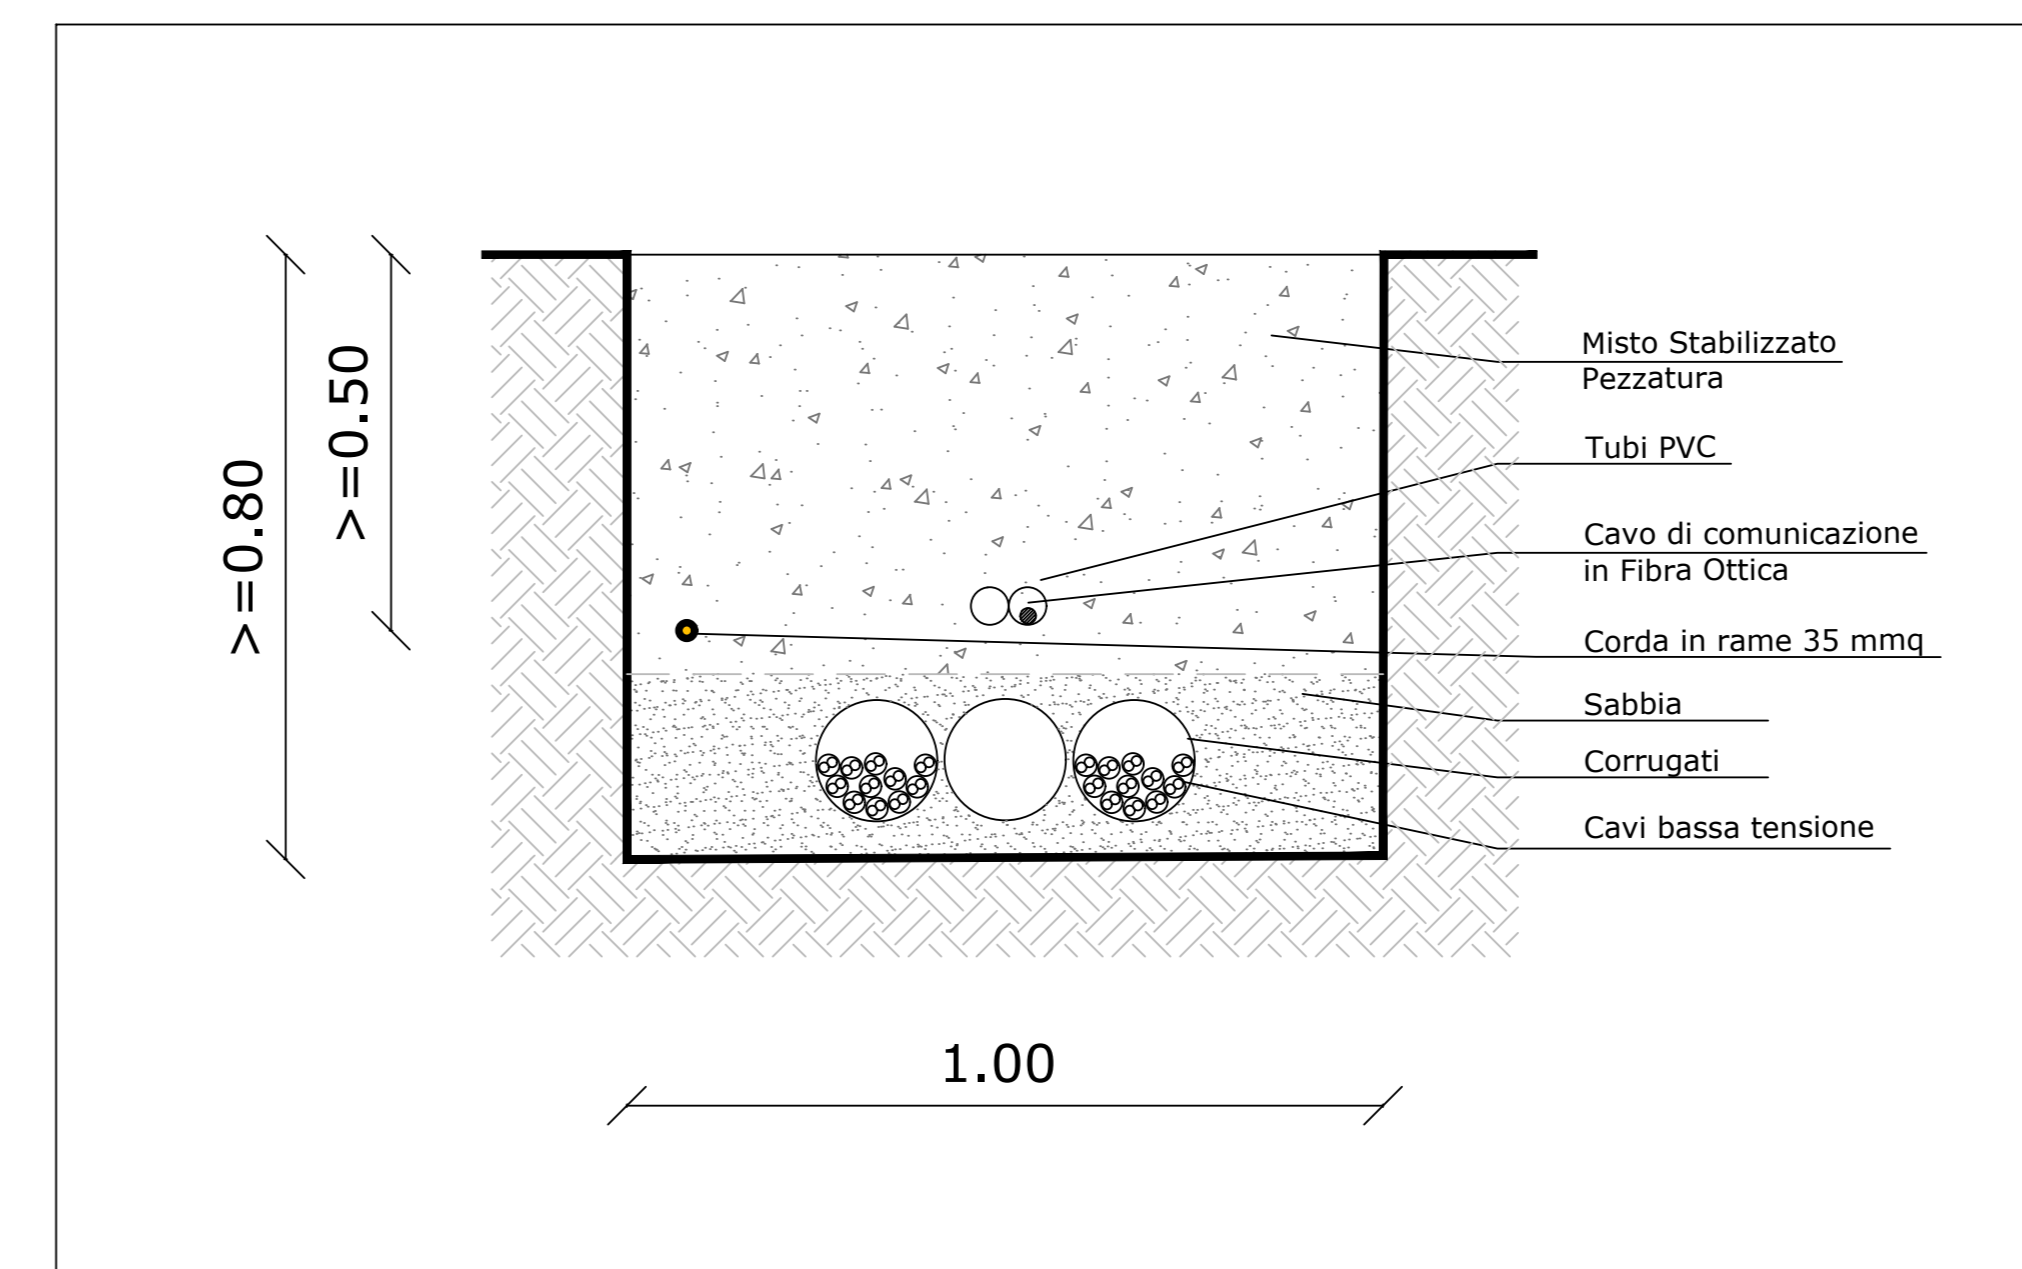 >=0.80
>=0.50
Misto Stabilizzato
Pezzatura
Tubi PVC
Cavo di comunicazione
in Fibra Ottica
Corda in rame 35 mmq
Sabbia
Corrugati
Cavi bassa tensione
1.00